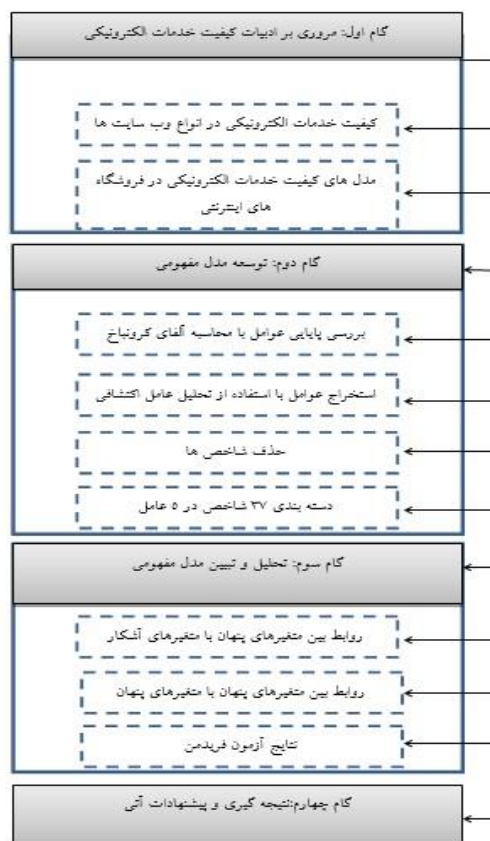 گام اول: مروری بر ادبیات کیفیت خدمات الکترونیکی
کیفیت خدمات الکترونیکی در انواع وب سایت ها
مدل های کیفیت خدمات الکترونیکی در فروشگاه
های اینترنتی
گام دوم: توسعه مدل مفهومی
بررسی پایایی عوامل با محاسبه آلفای کرونباخ
استخراج عوامل با استفاده از تحلیل عامل اکتشافی
حذف شاخص ها
دسته بندی ۳۷ شاخص در ۵ عامل
گام سوم: تحلیل و تبیین مدل مفهومی
روابط بین متغیرهای پنهان با متغیرهای آشکار
روابط بین متغیرهای پنهان با متغیرهای پنهان
نتایج آزمون فریدمن
گام چهارم:نتیجه گیری و پیشنهادات آتی